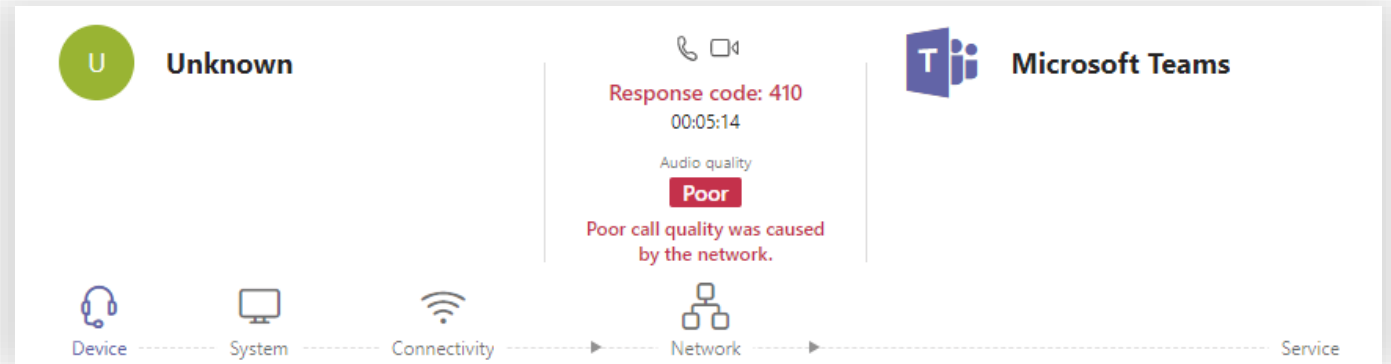 U
Unknown
Response code: 410
00:05:14
Audio quality
Poor
Poor call quality was caused
by the network.
T
Microsoft Teams
Device
System
Connectivity
Network
Service